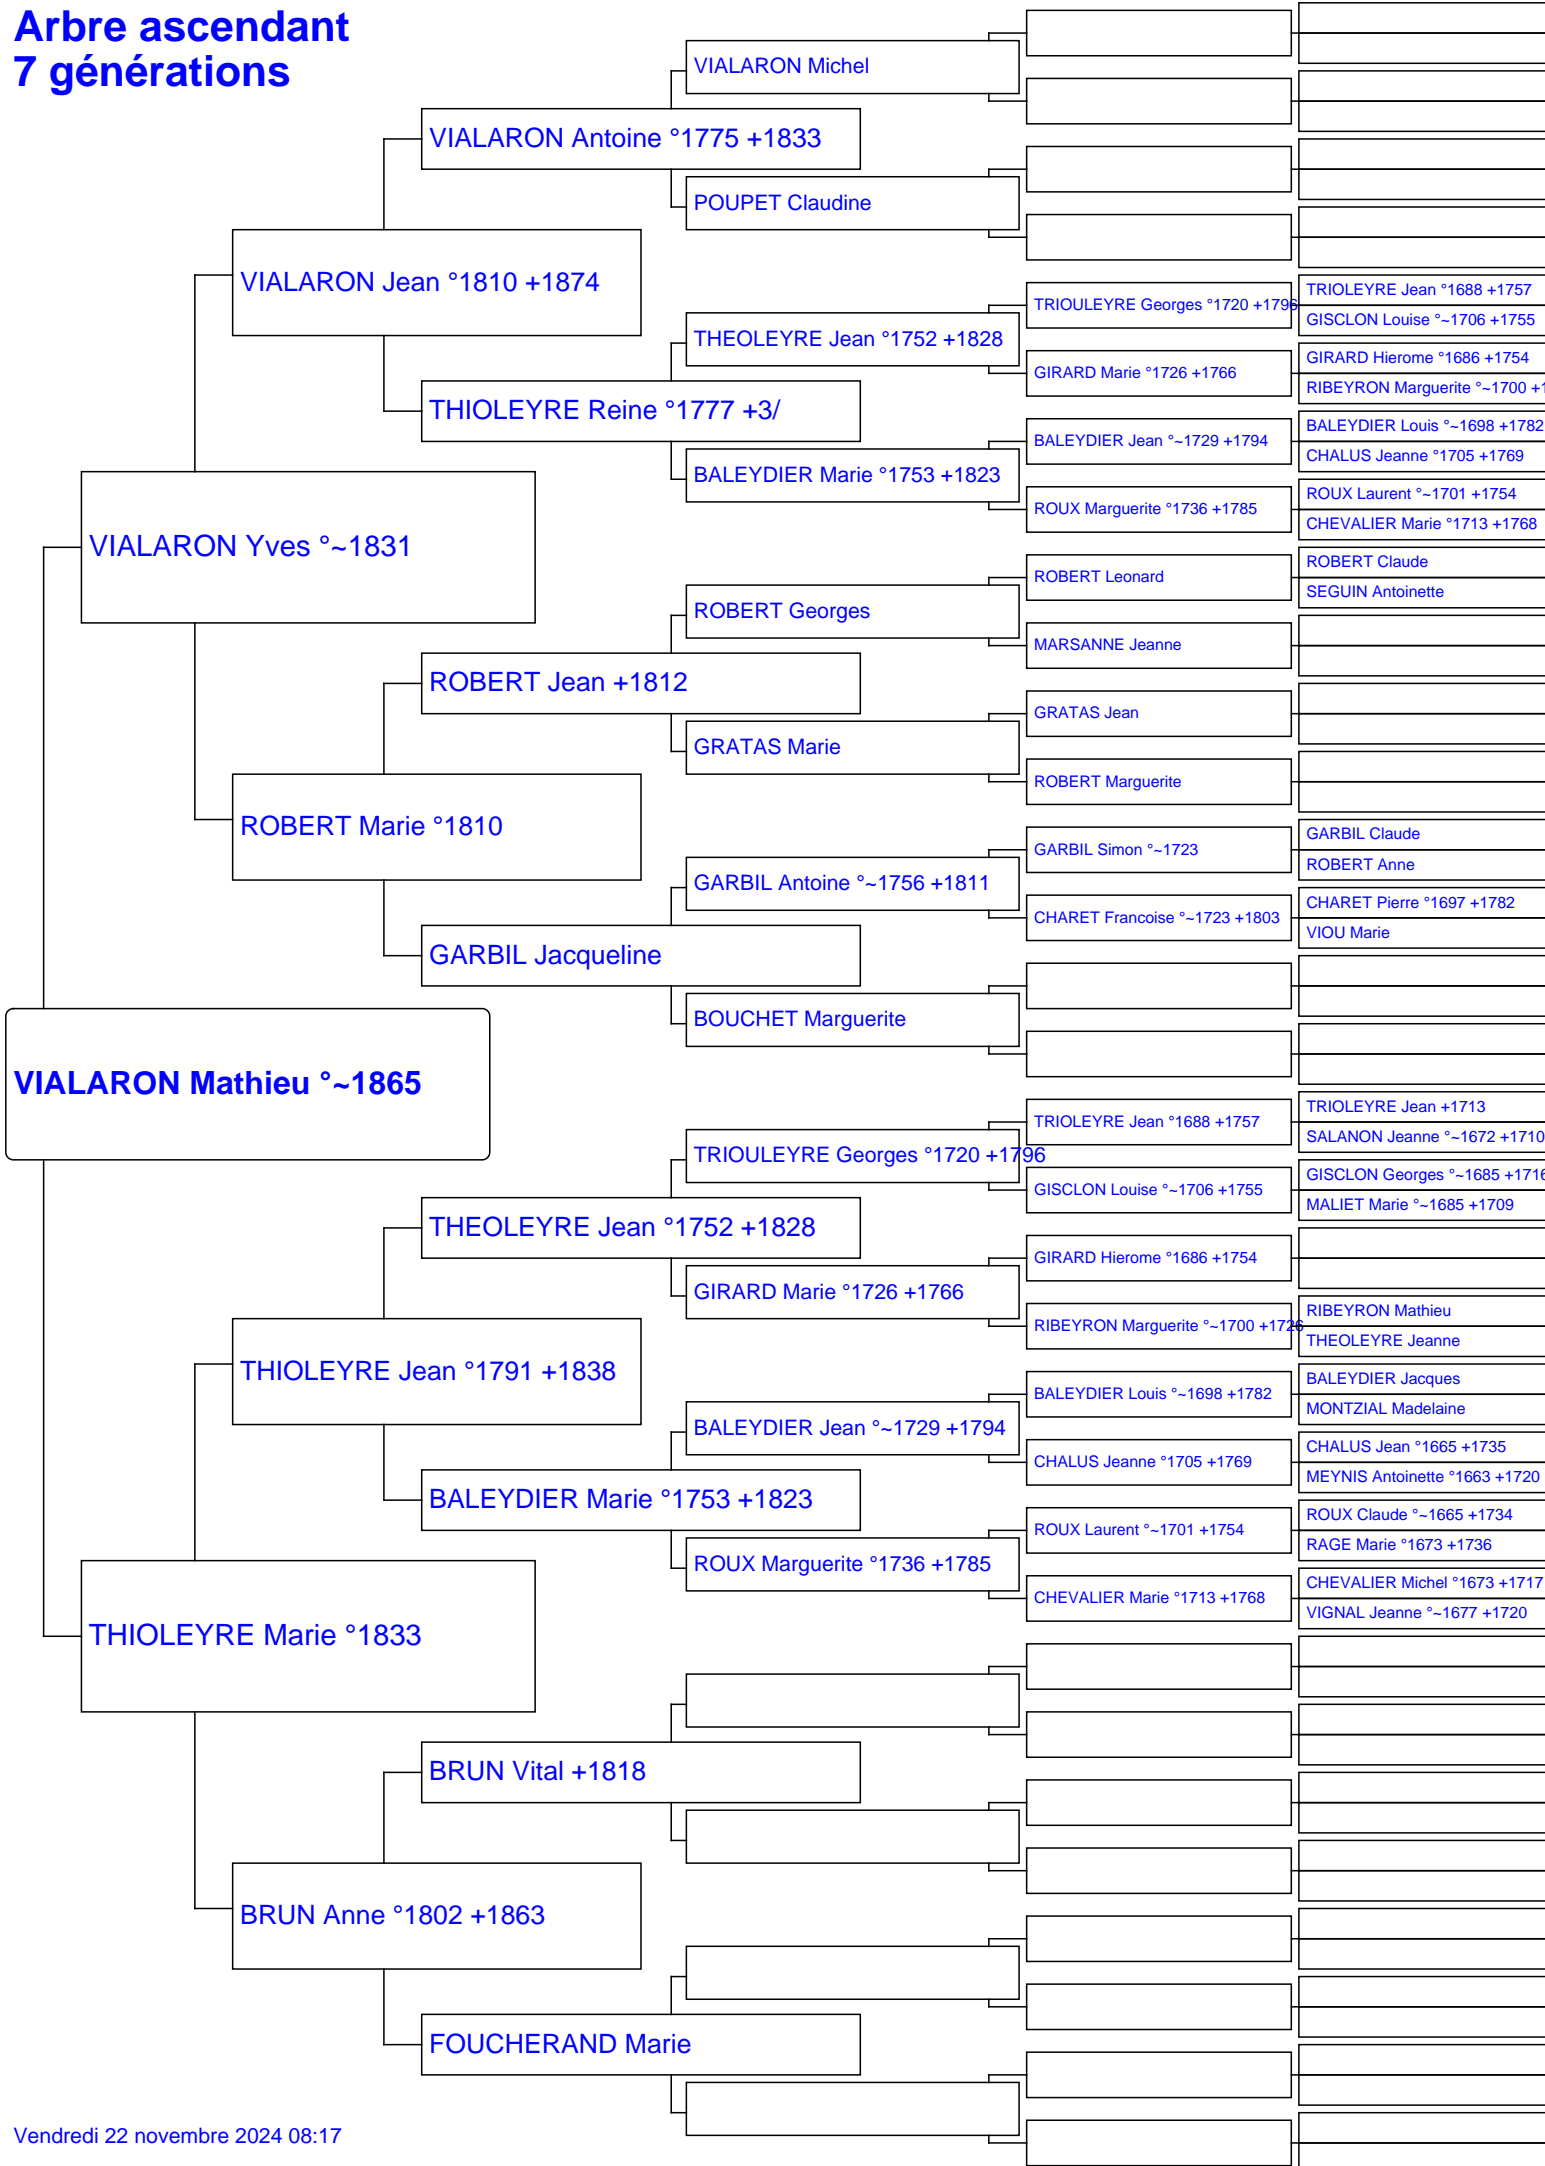 Arbre ascendant
7 générations
VIALARON Michel
VIALARON Antoine °1775 +1833
POUPET Claudine
VIALARON Jean °1810 +1874
TRIOLEYRE Jean °1688 +1757
TRIOULEYRE Georges °1720 +1796
GISCLON Louise °~1706 +1755
THEOLEYRE Jean °1752 +1828
GIRARD Hierome °1686 +1754
GIRARD Marie °1726 +1766
RIBEYRON Marguerite °~1700 +1
THIOLEYRE Reine °1777 +3/
BALEYDIER Louis °~1698 +1782
BALEYDIER Jean °~1729 +1794
CHALUS Jeanne °1705 +1769
BALEYDIER Marie °1753 +1823
ROUX Laurent °~1701 +1754
ROUX Marguerite °1736 +1785
CHEVALIER Marie °1713 +1768
VIALARON Yves °~1831
ROBERT Claude
ROBERT Leonard
SEGUIN Antoinette
ROBERT Georges
MARSANNE Jeanne
ROBERT Jean +1812
GRATAS Jean
GRATAS Marie
ROBERT Marguerite
ROBERT Marie °1810
GARBIL Claude
GARBIL Simon °~1723
ROBERT Anne
GARBIL Antoine °~1756 +1811
CHARET Pierre °1697 +1782
CHARET Francoise °~1723 +1803
VIOU Marie
GARBIL Jacqueline
BOUCHET Marguerite
VIALARON Mathieu °~1865
TRIOLEYRE Jean +1713
TRIOLEYRE Jean °1688 +1757
SALANON Jeanne °~1672 +1710
TRIOULEYRE Georges °1720 +1796
GISCLON Georges °~1685 +1716
GISCLON Louise °~1706 +1755
MALIET Marie °~1685 +1709
THEOLEYRE Jean °1752 +1828
GIRARD Hierome °1686 +1754
GIRARD Marie °1726 +1766
RIBEYRON Mathieu
RIBEYRON Marguerite °~1700 +1726
THEOLEYRE Jeanne
THIOLEYRE Jean °1791 +1838
BALEYDIER Jacques
BALEYDIER Louis °~1698 +1782
MONTZIAL Madelaine
BALEYDIER Jean °~1729 +1794
CHALUS Jean °1665 +1735
CHALUS Jeanne °1705 +1769
MEYNIS Antoinette °1663 +1720
BALEYDIER Marie °1753 +1823
ROUX Claude °~1665 +1734
ROUX Laurent °~1701 +1754
RAGE Marie °1673 +1736
ROUX Marguerite °1736 +1785
CHEVALIER Michel °1673 +1717
CHEVALIER Marie °1713 +1768
VIGNAL Jeanne °~1677 +1720
THIOLEYRE Marie °1833
BRUN Vital +1818
BRUN Anne °1802 +1863
FOUCHERAND Marie
Vendredi 22 novembre 2024 08:17